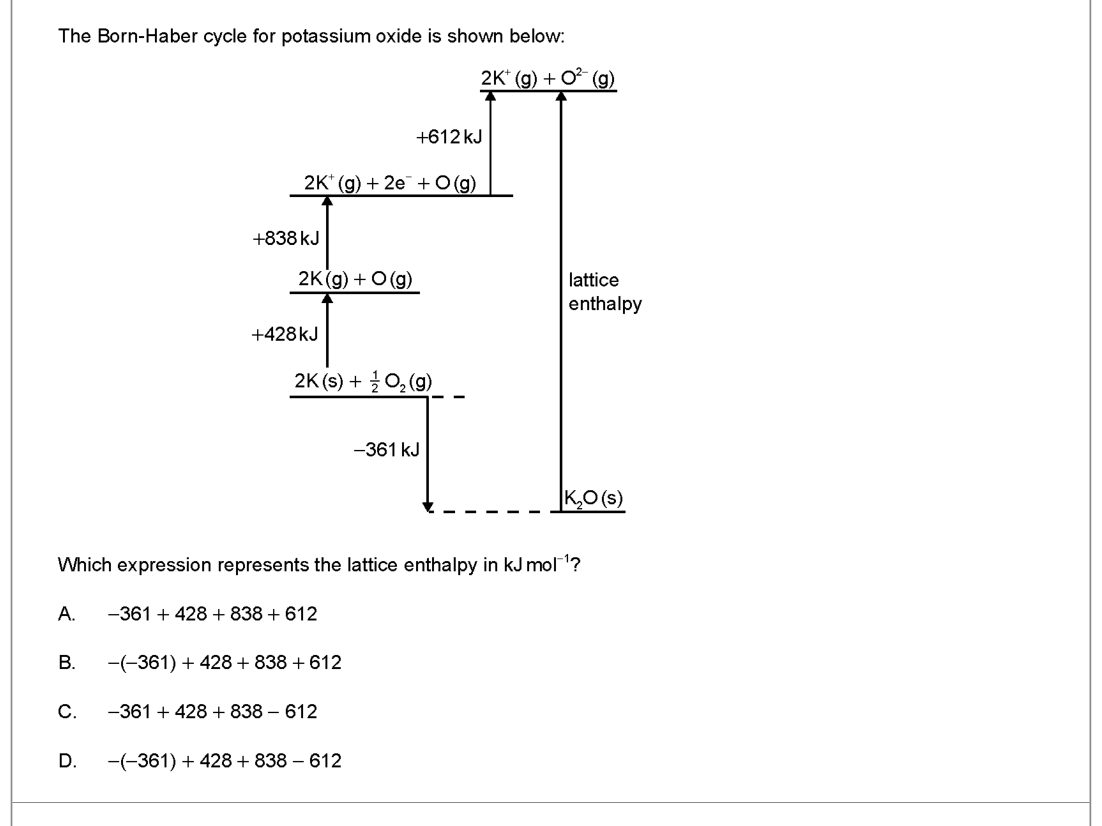 The Born-Haber cycle for potassium oxide is shown below:
2K⁺ (g) + O²⁻ (g)
+612 kJ
2K⁺ (g) + 2e⁻ + O (g)
+838 kJ
2K (g) + O (g)
lattice
enthalpy
+428 kJ
2K (s) + ½ O₂ (g)
−361 kJ
K₂O (s)
Which expression represents the lattice enthalpy in kJ mol⁻¹?
A. −361 + 428 + 838 + 612
B. −(−361) + 428 + 838 + 612
C. −361 + 428 + 838 − 612
D. −(−361) + 428 + 838 − 612